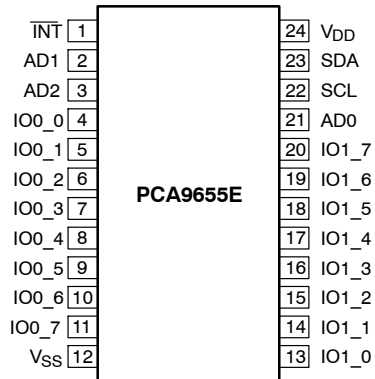 INT 1 24 VDD
AD1 2 23 SDA
AD2 3 22 SCL
IO0_0 4 21 AD0
IO0_1 5 20 IO1_7
IO0_2 6 19 IO1_6
PCA9655E
IO0_3 7 18 IO1_5
IO0_4 8 17 IO1_4
IO0_5 9 16 IO1_3
IO0_6 10 15 IO1_2
IO0_7 11 14 IO1_1
VSS 12 13 IO1_0